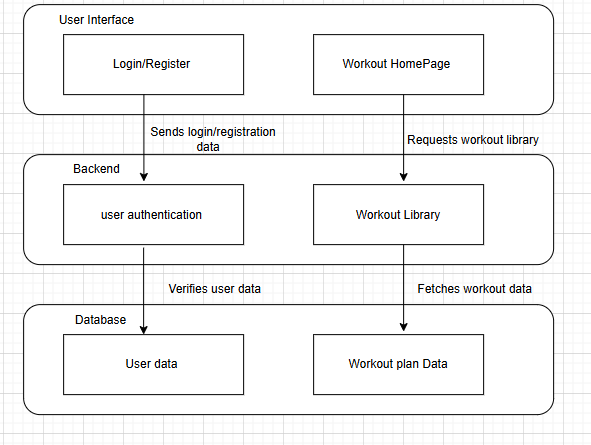 User Interface
Login/Register
Workout HomePage
Sends login/registration
data
Requests workout library
Backend
user authentication
Workout Library
Verifies user data
Fetches workout data
Database
User data
Workout plan Data